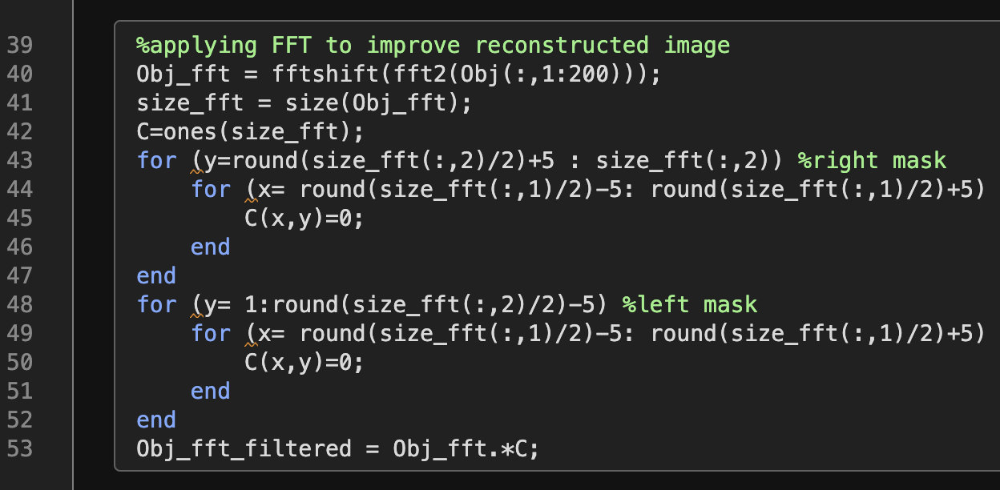 39 %applying FFT to improve reconstructed image
40 Obj_fft = fftshift(fft2(Obj(:,1:200)));
41 size_fft = size(Obj_fft);
42 C=ones(size_fft);
43 for (y=round(size_fft(:,2)/2)+5 : size_fft(:,2)) %right mask
44     for (x= round(size_fft(:,1)/2)-5: round(size_fft(:,1)/2)+5)
45         C(x,y)=0;
46     end
47 end
48 for (y= 1:round(size_fft(:,2)/2)-5) %left mask
49     for (x= round(size_fft(:,1)/2)-5: round(size_fft(:,1)/2)+5)
50         C(x,y)=0;
51     end
52 end
53 Obj_fft_filtered = Obj_fft.*C;